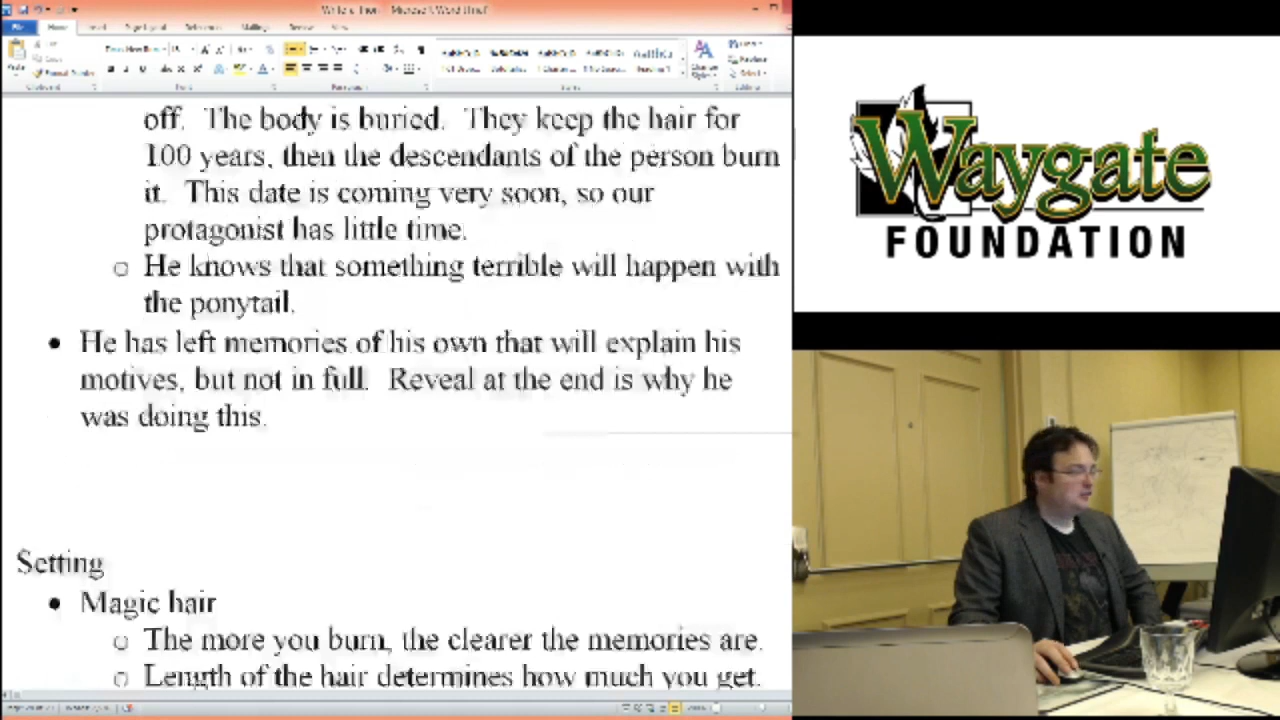 Microsoft Word
off. The body is buried. They keep the hair for
100 years, then the descendants of the person burn
it. This date is coming very soon, so our
protagonist has little time.
He knows that something terrible will happen with
the ponytail.
He has left memories of his own that will explain his
motives, but not in full. Reveal at the end is why he
was doing this.
Setting
Magic hair
The more you burn, the clearer the memories are.
Length of the hair determines how much you get.
Waygate
FOUNDATION